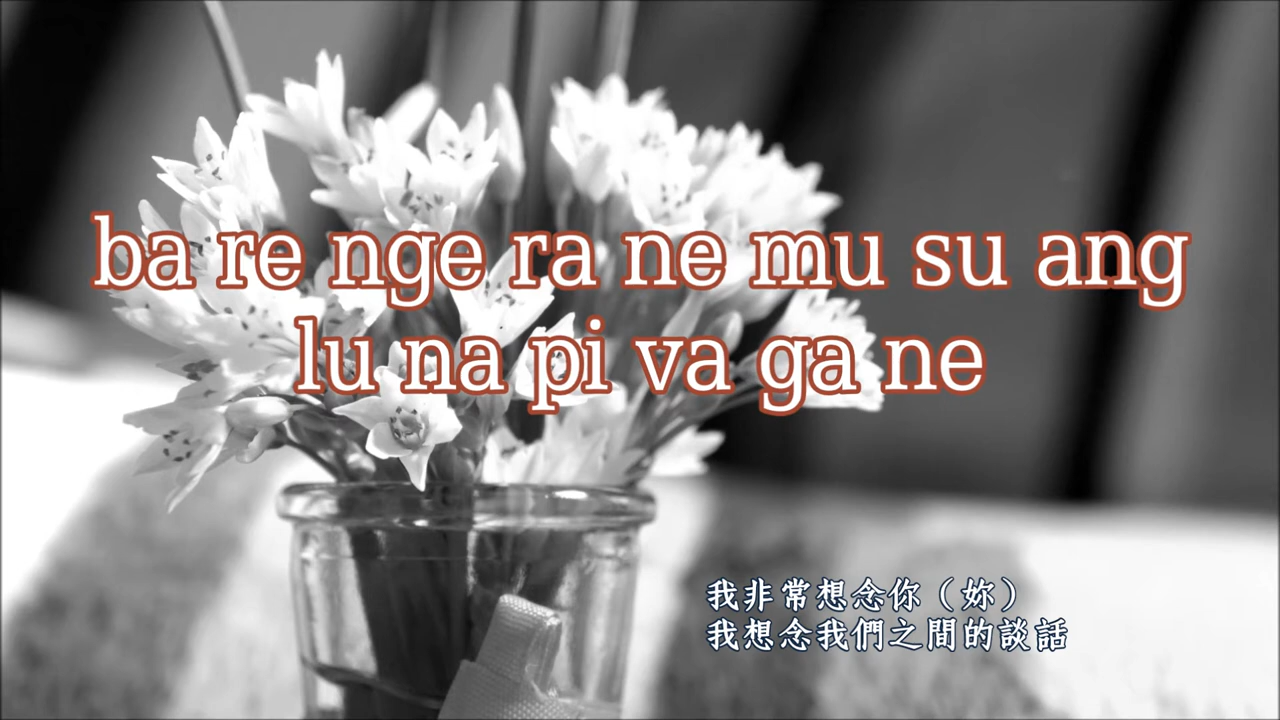 ba re nge ra ne mu su ang
lu na pi va ga ne
我非常想念你（妳）
我想念我們之間的談話